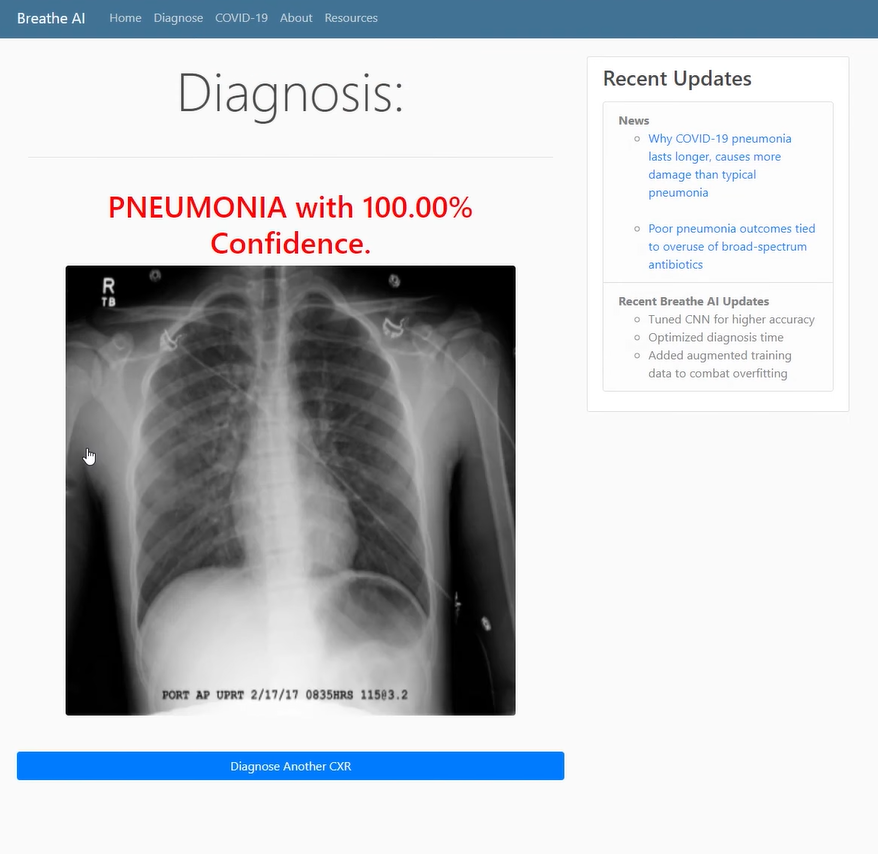 Breathe AI Home Diagnose COVID-19 About Resources
Diagnosis:
PNEUMONIA with 100.00%
Confidence.
R
TB
PORT AP UPRT 2/17/17 0835HRS 115@3.2
Diagnose Another CXR
Recent Updates
News
Why COVID-19 pneumonia
lasts longer, causes more
damage than typical
pneumonia
Poor pneumonia outcomes tied
to overuse of broad-spectrum
antibiotics
Recent Breathe AI Updates
Tuned CNN for higher accuracy
Optimized diagnosis time
Added augmented training
data to combat overfitting